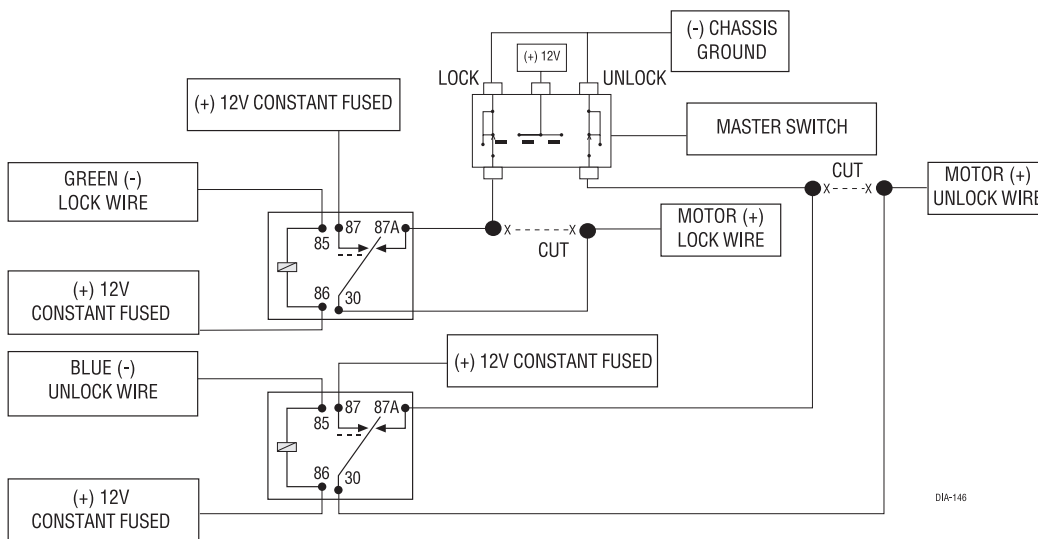 (-) CHASSIS
GROUND
(+) 12V
LOCK
UNLOCK
(+) 12V CONSTANT FUSED
MASTER SWITCH
CUT
GREEN (-)
LOCK WIRE
MOTOR (+)
UNLOCK WIRE
MOTOR (+)
LOCK WIRE
87
87A
85
X
X
X
X
CUT
86
30
(+) 12V
CONSTANT FUSED
BLUE (-)
UNLOCK WIRE
(+) 12V CONSTANT FUSED
87
87A
85
86
30
(+) 12V
CONSTANT FUSED
DIA-146